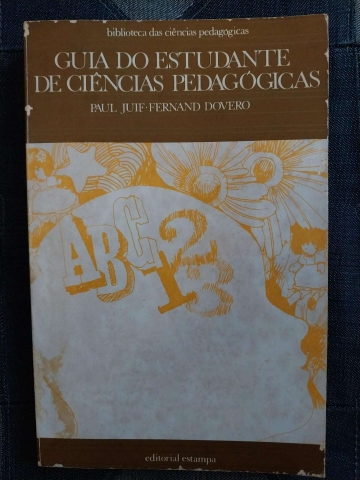 biblioteca das ciências pedagógicas
GUIA DO ESTUDANTE
DE CIÊNCIAS PEDAGÓGICAS
PAUL JUIF·FERNAND DOVERO
ABC
123
editorial estampa